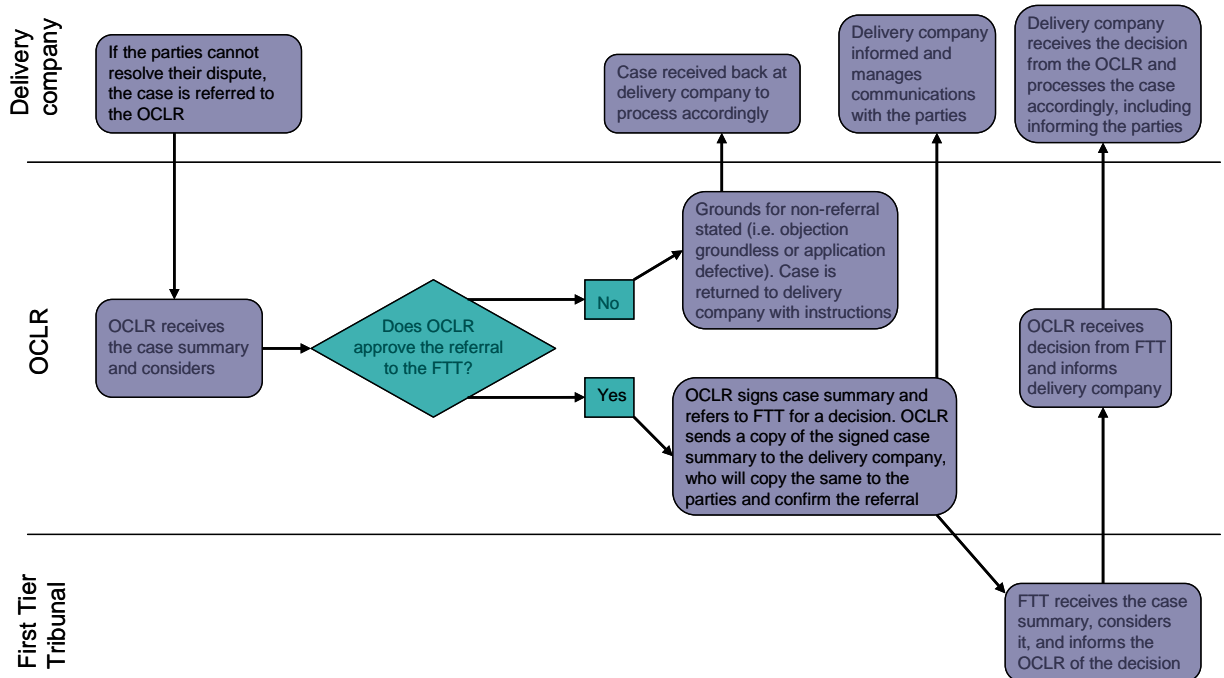 Delivery
company
If the parties cannot
resolve their dispute,
the case is referred to
the OCLR
Case received back at
delivery company to
process accordingly
Delivery company
informed and
manages
communications
with the parties
Delivery company
receives the decision
from the OCLR and
processes the case
accordingly, including
informing the parties
OCLR
OCLR receives
the case summary
and considers
Does OCLR
approve the referral
to the FTT?
No
Grounds for non-referral
stated (i.e. objection
groundless or application
defective). Case is
returned to delivery
company with instructions
Yes
OCLR signs case summary and
refers to FTT for a decision. OCLR
sends a copy of the signed case
summary to the delivery company,
who will copy the same to the
parties and confirm the referral
OCLR receives
decision from FTT
and informs
delivery company
First Tier
Tribunal
FTT receives the case
summary, considers
it, and informs the
OCLR of the decision